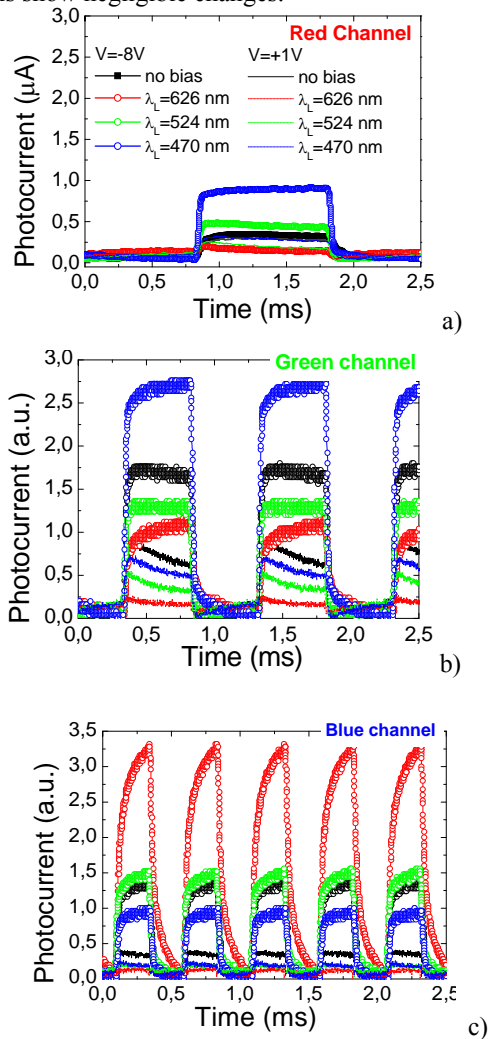 ns show negligible changes.
3,0
Red Channel
V=-8V V=+1V
2,5
no bias no bias
2,0
λL=626 nm λL=626 nm
λL=524 nm λL=524 nm
1,5
λL=470 nm λL=470 nm
1,0
0,5
0,0
Photocurrent (μA)
0,0 0,5 1,0 1,5 2,0 2,5
Time (ms)
a)
Green channel
3,0
2,5
2,0
1,5
1,0
0,5
0,0
Photocurrent (a.u.)
0,0 0,5 1,0 1,5 2,0 2,5
Time (ms)
b)
3,5
Blue channel
3,0
2,5
2,0
1,5
1,0
0,5
0,0
Photocurrent (a.u.)
0,0 0,5 1,0 1,5 2,0 2,5
Time (ms)
c)